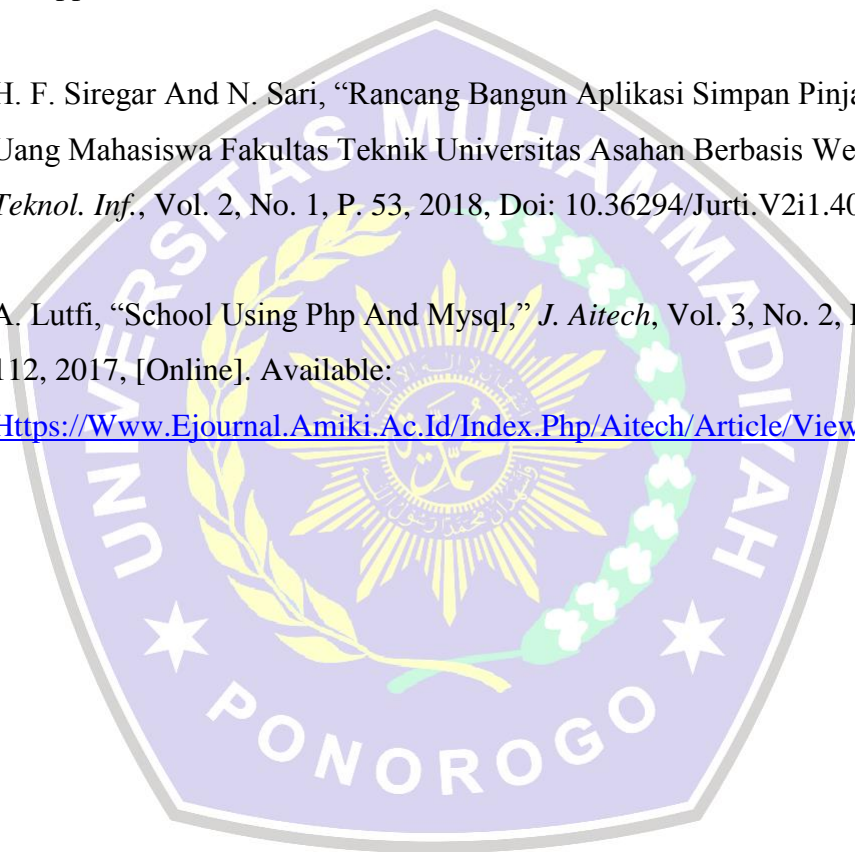 H. F. Siregar And N. Sari, “Rancang Bangun Aplikasi Simpan
Uang Mahasiswa Fakultas Teknik Universitas Asahan Berbasis
Teknol. Inf., Vol. 2, No. 1, P. 53, 2018, Doi: 10.36294/Jurti.V2i1.40
A. Lutfi, “School Using Php And Mysql,” J. Aitech, Vol. 3, No. 2,
112, 2017, [Online]. Available:
Https://Www.Ejournal.Amiki.Ac.Id/Index.Php/Aitech/Article/View
UNIVERSITAS MUHAMMADIYAH
PONOROGO
محمد